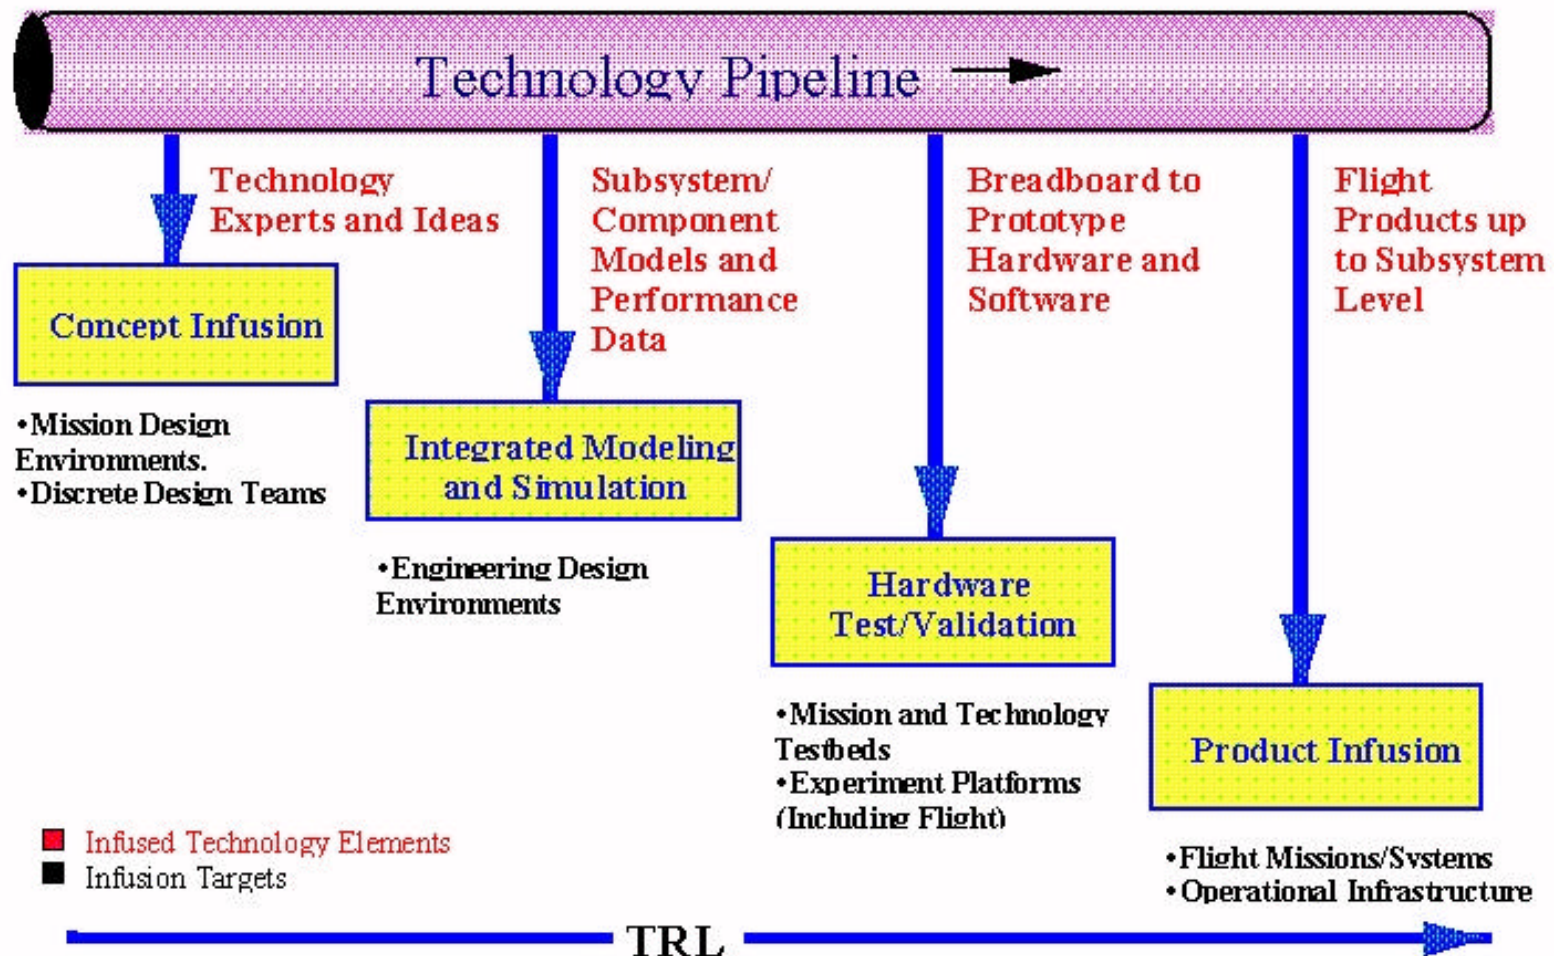 Technology Pipeline
Technology
Experts and Ideas
Subsystem/
Component
Models and
Performance
Data
Breadboard to
Prototype
Hardware and
Software
Flight
Products up
to Subsystem
Level
Concept Infusion
•Mission Design
Environments.
•Discrete Design Teams
Integrated Modeling
and Simulation
•Engineering Design
Environments
Hardware
Test/Validation
•Mission and Technology
Testbeds
•Experiment Platforms
(Including Flight)
Product Infusion
•Flight Missions/Systems
•Operational Infrastructure
Infused Technology Elements
Infusion Targets
TRL